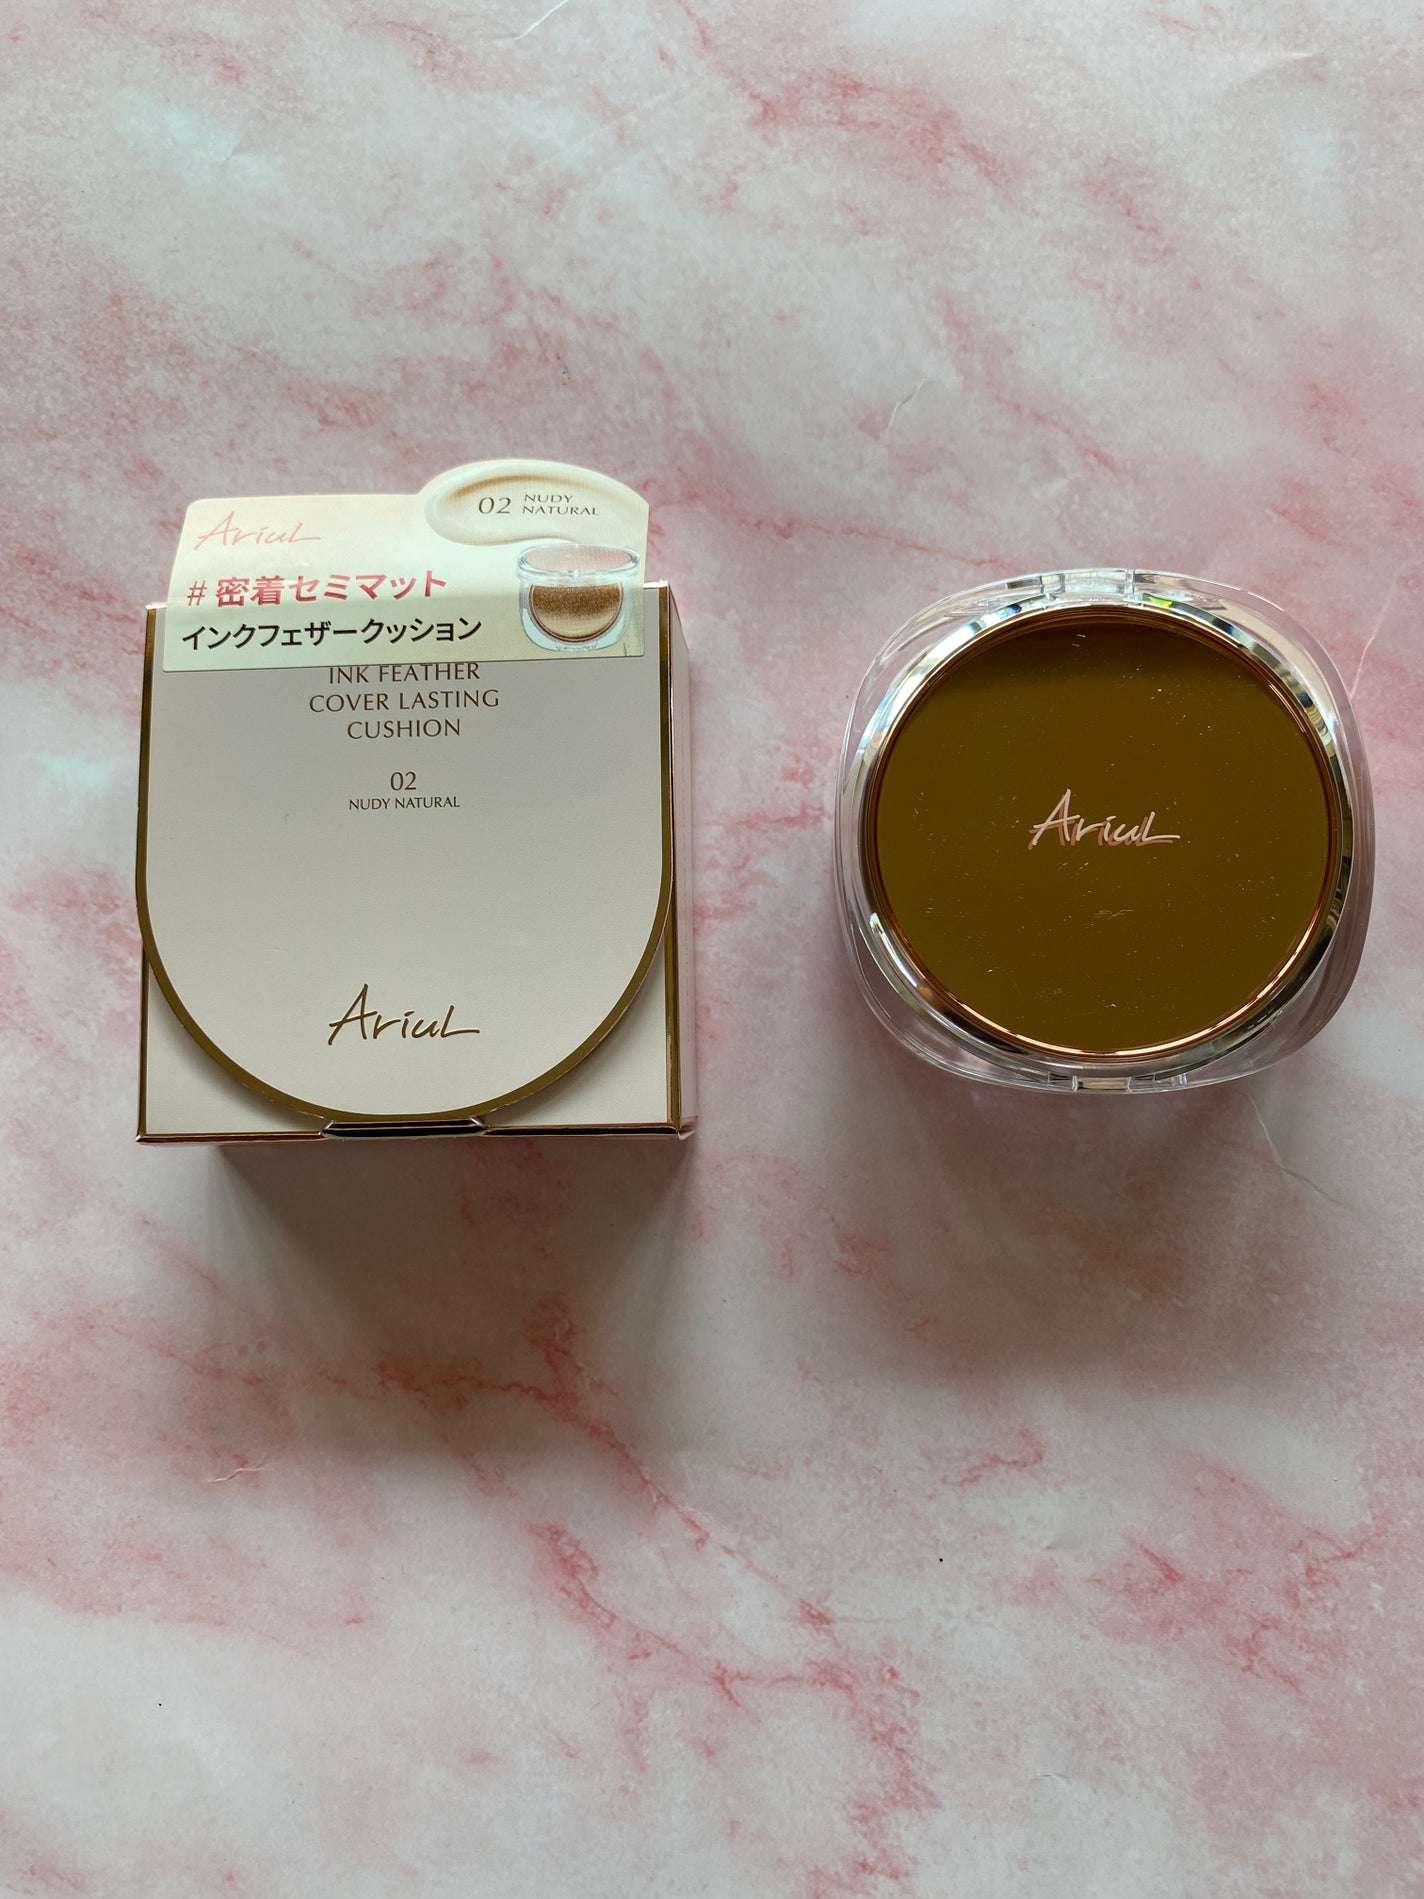 02 NUDY
NATURAL
Ariul
#密着セミマット
インクフェザークッション
INK FEATHER
COVER LASTING
CUSHION
02
NUDY NATURAL
Ariul
Ariul